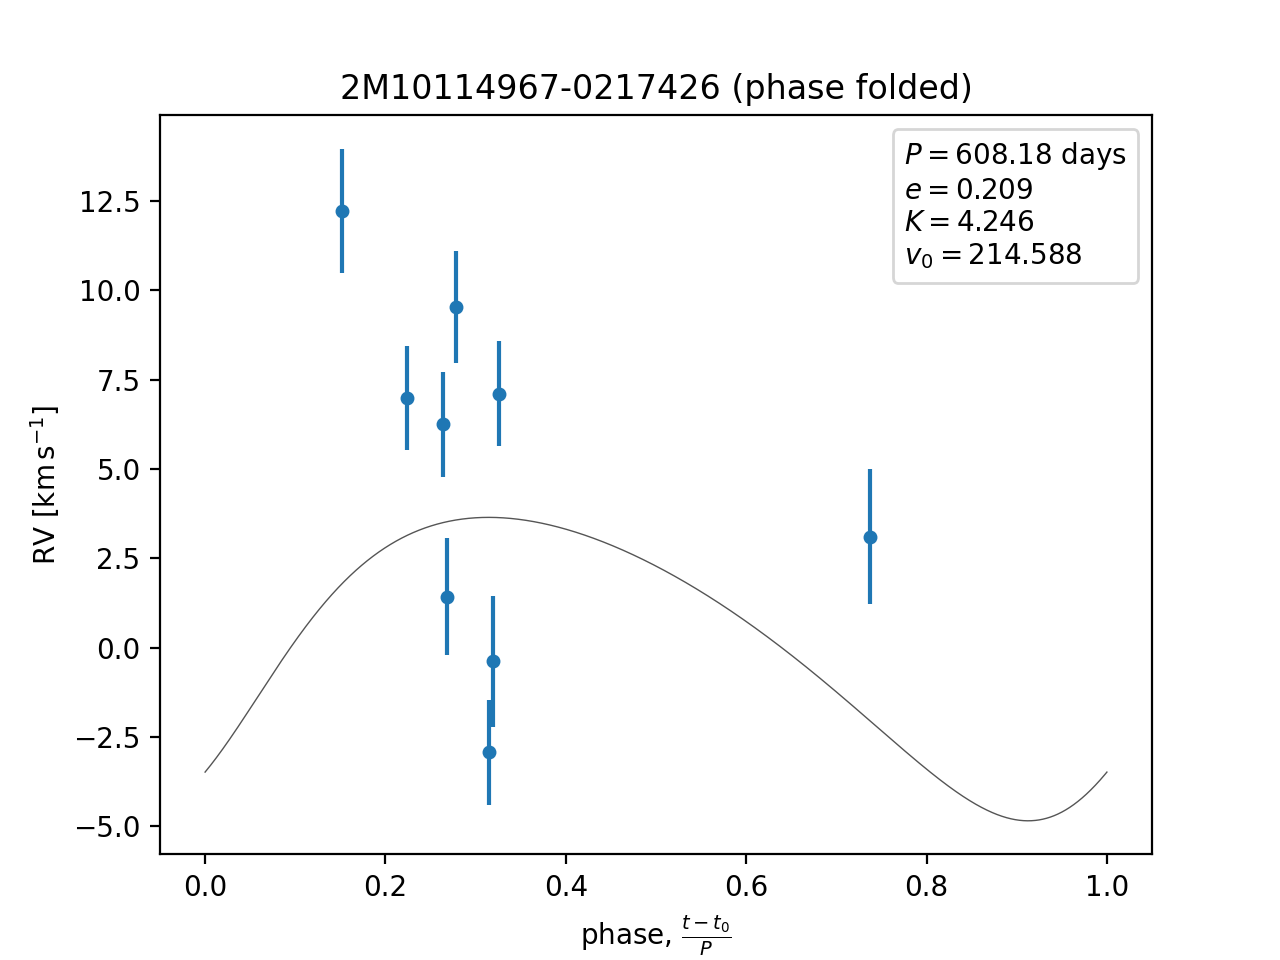 2M10114967-0217426 (phase folded)
P = 608.18 days
e = 0.209
K = 4.246
v₀ = 214.588
12.5
10.0
7.5
5.0
2.5
0.0
−2.5
−5.0
RV [km s⁻¹]
0.0 0.2 0.4 0.6 0.8 1.0
phase, (t − t₀)/P